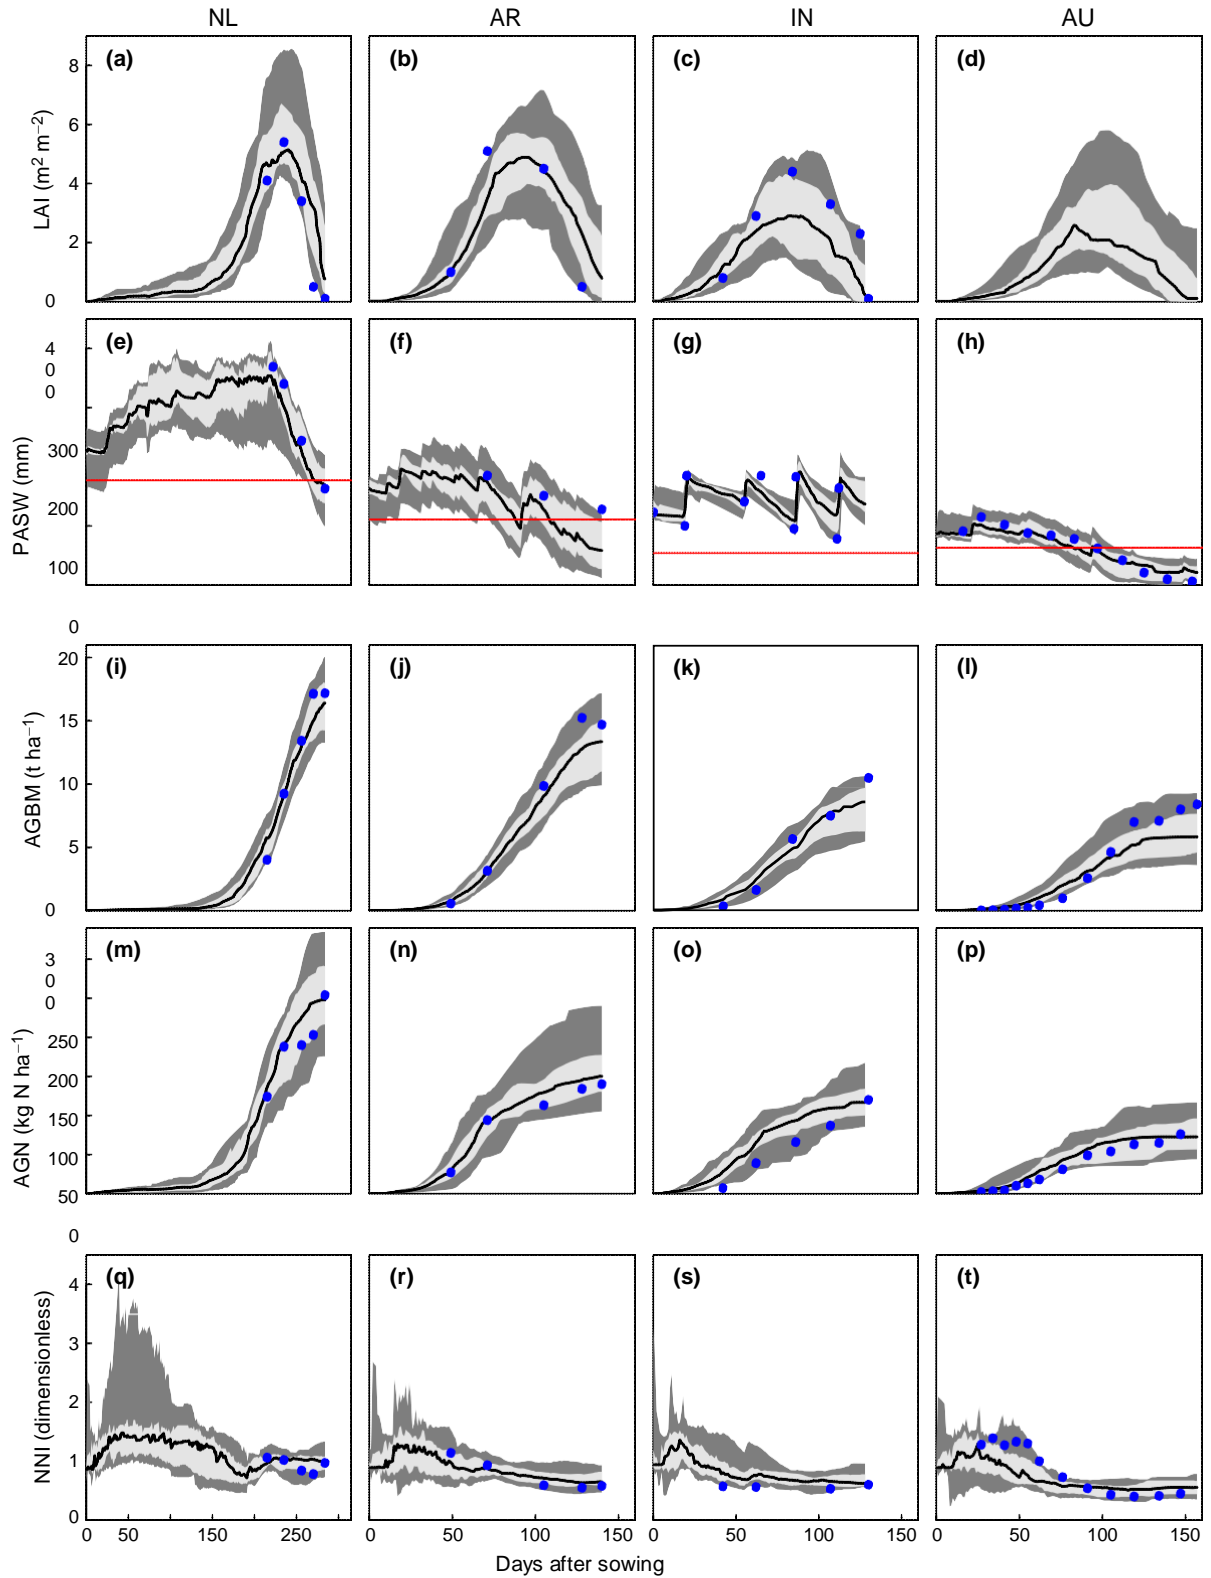 NL AR IN AU
(a) (b) (c) (d)
8
6
4
2
0
LAI (m² m⁻²)
(e) (f) (g) (h)
4
0
0
300
200
100
0
PASW (mm)
(i) (j) (k) (l)
20
15
10
5
0
AGBM (t ha⁻¹)
(m) (n) (o) (p)
3
0
0
250
200
150
100
50
0
AGN (kg N ha⁻¹)
(q) (r) (s) (t)
4
3
2
1
0
NNI (dimensionless)
0 50 150 250 0 50 100 150 0 50 100 150 0 50 100 150
Days after sowing